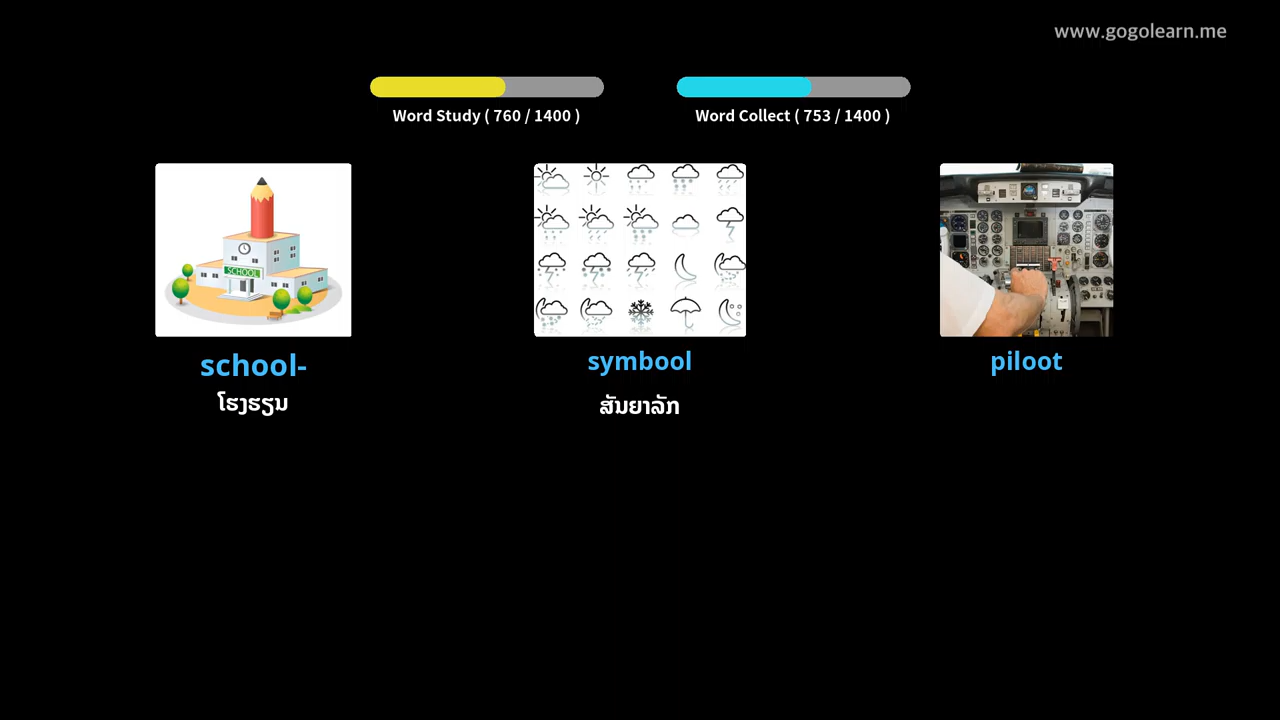 www.gogolearn.me
Word Study ( 760 / 1400 )
Word Collect ( 753 / 1400 )
SCHOOL
school-
symbool
piloot
ໂຮງຮຽນ
ສັນຍາລັກ